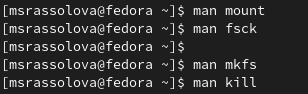 [msrassolova@fedora ~]$ man mount
[msrassolova@fedora ~]$ man fsck
[msrassolova@fedora ~]$
[msrassolova@fedora ~]$ man mkfs
[msrassolova@fedora ~]$ man kill